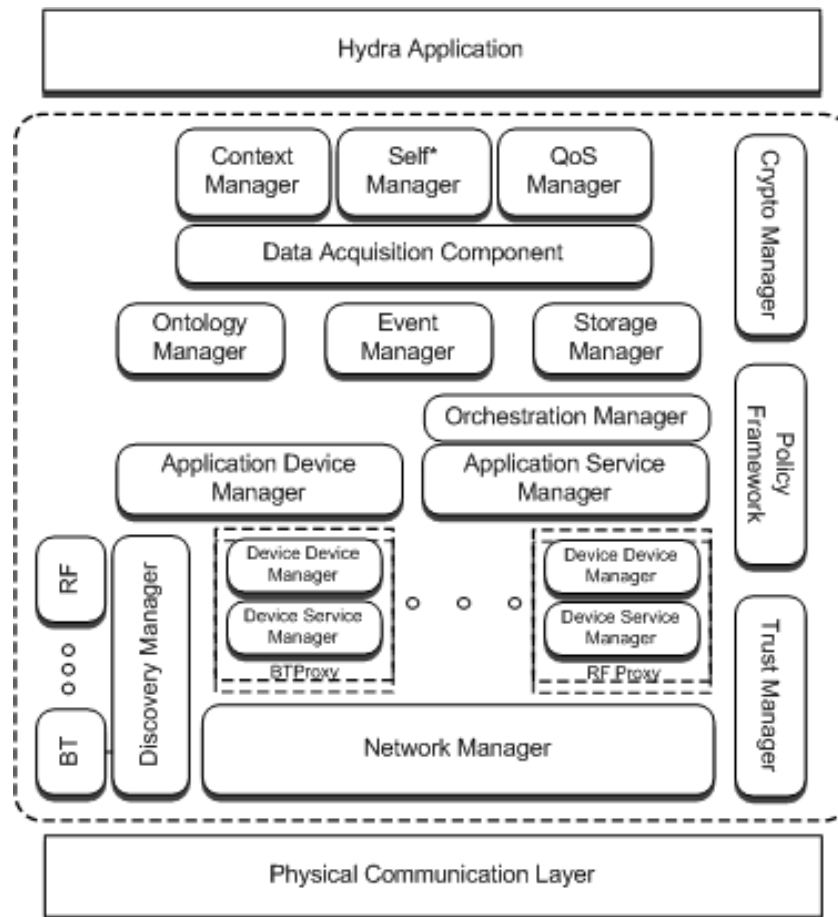 Hydra Application
Context
Manager
Self*
Manager
QoS
Manager
Crypto Manager
Data Acquisition Component
Ontology
Manager
Event
Manager
Storage
Manager
Policy
Framework
Orchestration Manager
Application Device
Manager
Application Service
Manager
RF
BT
Discovery Manager
Device Device
Manager
Device Service
Manager
BTProxy
Device Device
Manager
Device Service
Manager
RF Proxy
Trust Manager
Network Manager
Physical Communication Layer